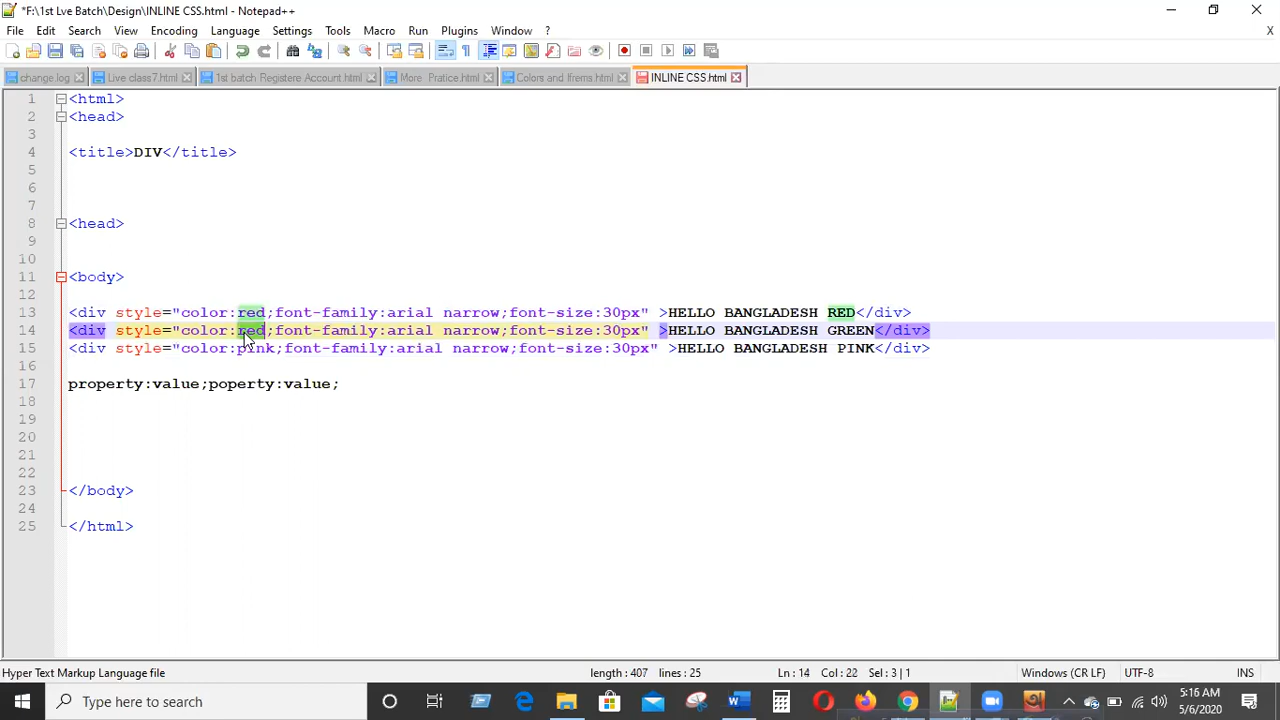 *F:\1st Lve Batch\Design\INLINE CSS.html - Notepad++
File Edit Search View Encoding Language Settings Tools Macro Run Plugins Window ? X
change.log Live class7.html 1st batch Registere Account.html More Pratice.html Colors and Ifrems.html INLINE CSS.html
1 <html>
2 <head>
3
4 <title>DIV</title>
5
6
7
8 <head>
9
10
11 <body>
12
13 <div style="color:red;font-family:arial narrow;font-size:30px" >HELLO BANGLADESH RED</div>
14 <div style="color:red;font-family:arial narrow;font-size:30px" >HELLO BANGLADESH GREEN</div>
15 <div style="color:pink;font-family:arial narrow;font-size:30px" >HELLO BANGLADESH PINK</div>
16
17 property:value;poperty:value;
18
19
20
21
22
23 </body>
24
25 </html>
Hyper Text Markup Language file length : 407 lines : 25 Ln : 14 Col : 22 Sel : 3 | 1 Windows (CR LF) UTF-8 INS
Type here to search 5:16 AM
5/6/2020